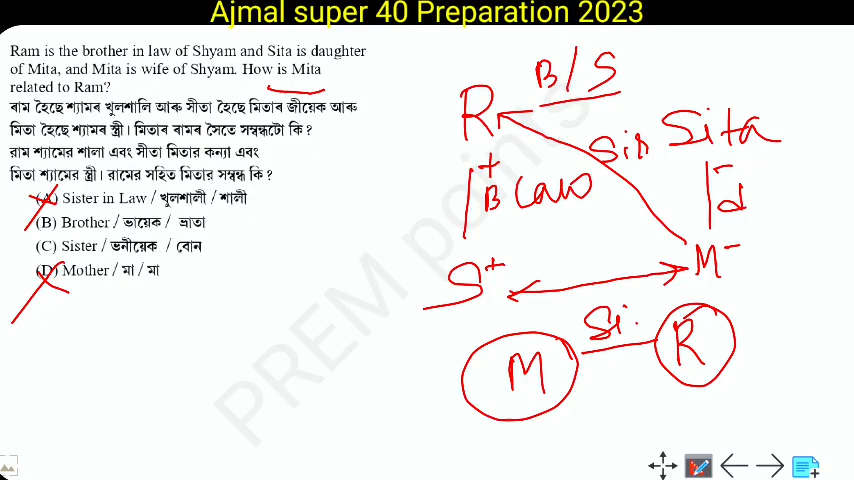 Ajmal super 40 Preparation 2023
Ram is the brother in law of Shyam and Sita is daughter
of Mita, and Mita is wife of Shyam. How is Mita
related to Ram?
ৰাম হৈছে শ্যামৰ খুলশালি আৰু সীতা হৈছে মিতাৰ জীয়েক আৰু
মিতা হৈছে শ্যামৰ স্ত্ৰী। মিতাৰ ৰামৰ সৈতে সম্বন্ধটো কি ?
রাম শ্যামের শালা এবং সীতা মিতার কন্যা এবং
মিতা শ্যামের স্ত্রী। রামের সহিত মিতার সম্বন্ধ কি ?
(A) Sister in Law / খুলশালী / শালী
(B) Brother / ভায়েক / ভ্রাতা
(C) Sister / ভনীয়েক / বোন
(D) Mother / মা / মা
B/S
R
Sis
Sita
+
B (law)
-
d
S+
M-
Si.
M
R
PREM points